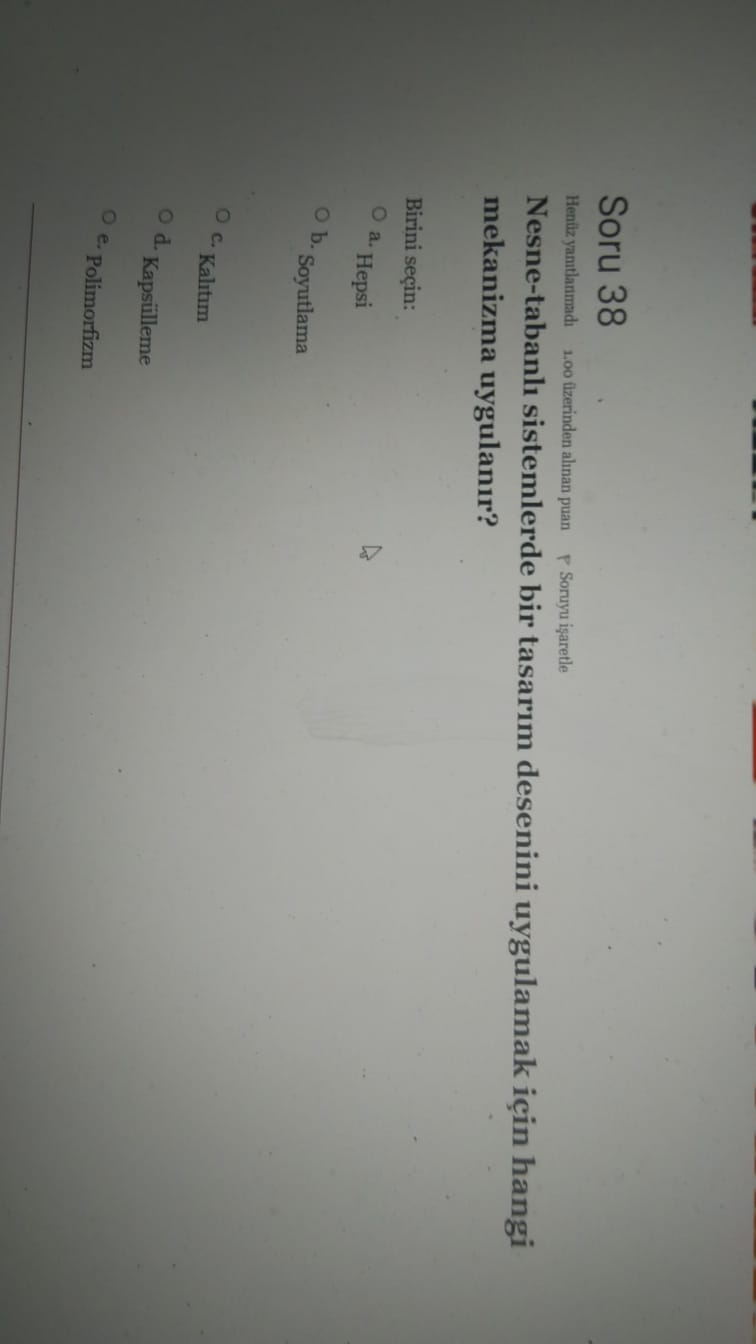 Soru 38
Henüz yanıtlanmadı 1.00 üzerinden alınan puan Soruyu işaretle
Nesne-tabanlı sistemlerde bir tasarım desenini uygulamak için hangi
mekanizma uygulanır?
Birini seçin:
a. Hepsi
b. Soyutlama
c. Kalıtım
d. Kapsülleme
e. Polimorfizm